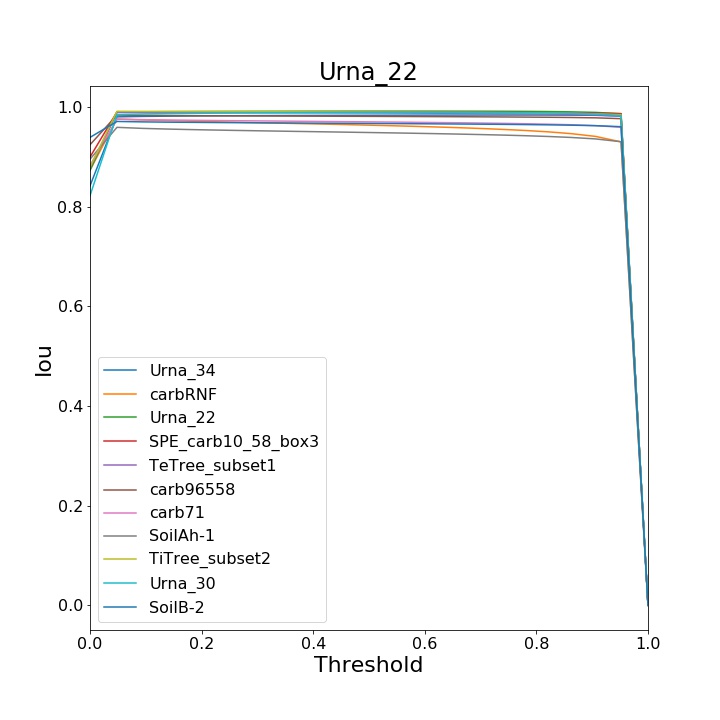 Urna_22
1.0
0.8
0.6
0.4
0.2
0.0
Iou
Urna_34
carbRNF
Urna_22
SPE_carb10_58_box3
TeTree_subset1
carb96558
carb71
SoilAh-1
TiTree_subset2
Urna_30
SoilB-2
0.0 0.2 0.4 0.6 0.8 1.0
Threshold